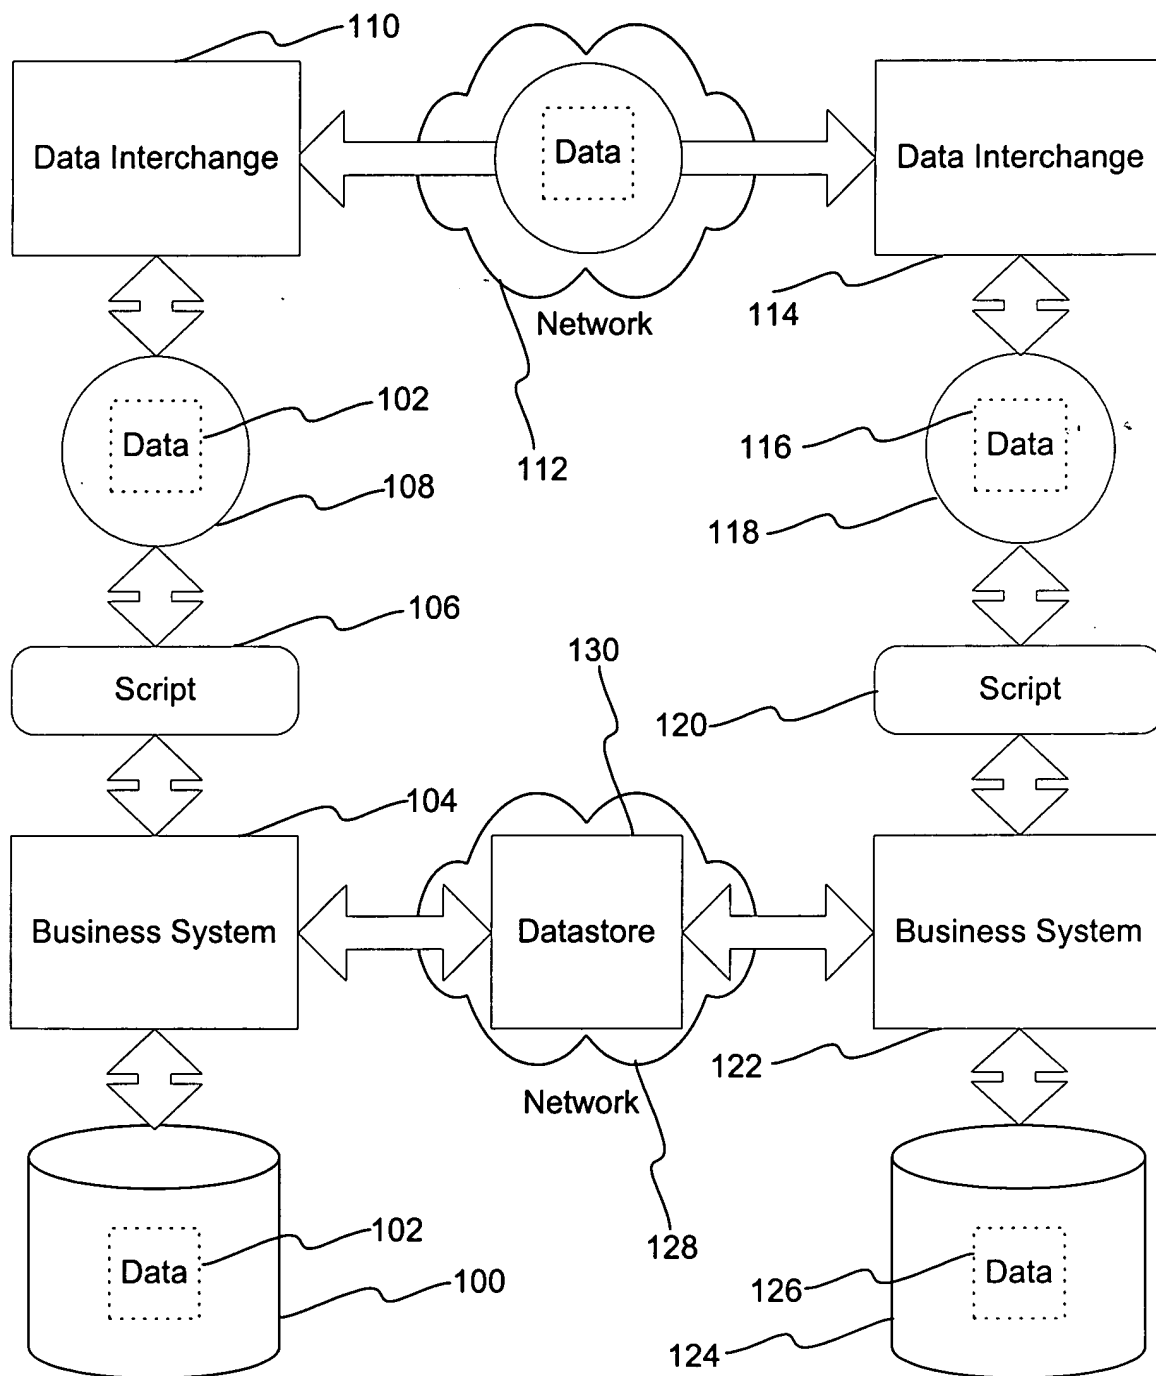 110
Data Interchange
Data
Data Interchange
Network
114
102
Data
112
116
Data
108
118
106
Script
130
Script
120
104
Business System
Datastore
Business System
122
Network
102
Data
100
128
126
Data
124